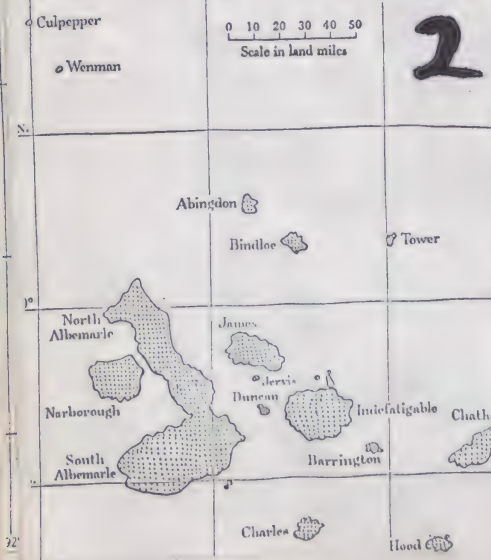 Culpepper
0 10 20 30 40 50
Scale in land miles
2
Wenman
N.
Abingdon
Bindloe
Tower
North
Albemarle
James
Jervis
Duncan
Narborough
Indefatigable
Chath
South
Albemarle
Barrington
Charles
Hood
92°